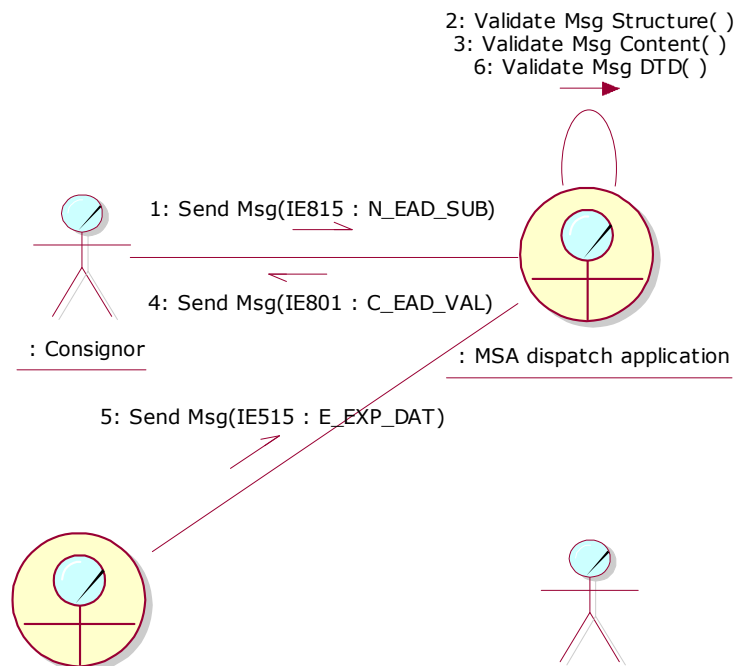 2: Validate Msg Structure( )
3: Validate Msg Content( )
6: Validate Msg DTD( )
1: Send Msg(IE815 : N_EAD_SUB)
4: Send Msg(IE801 : C_EAD_VAL)
: Consignor
: MSA dispatch application
5: Send Msg(IE515 : E_EXP_DAT)